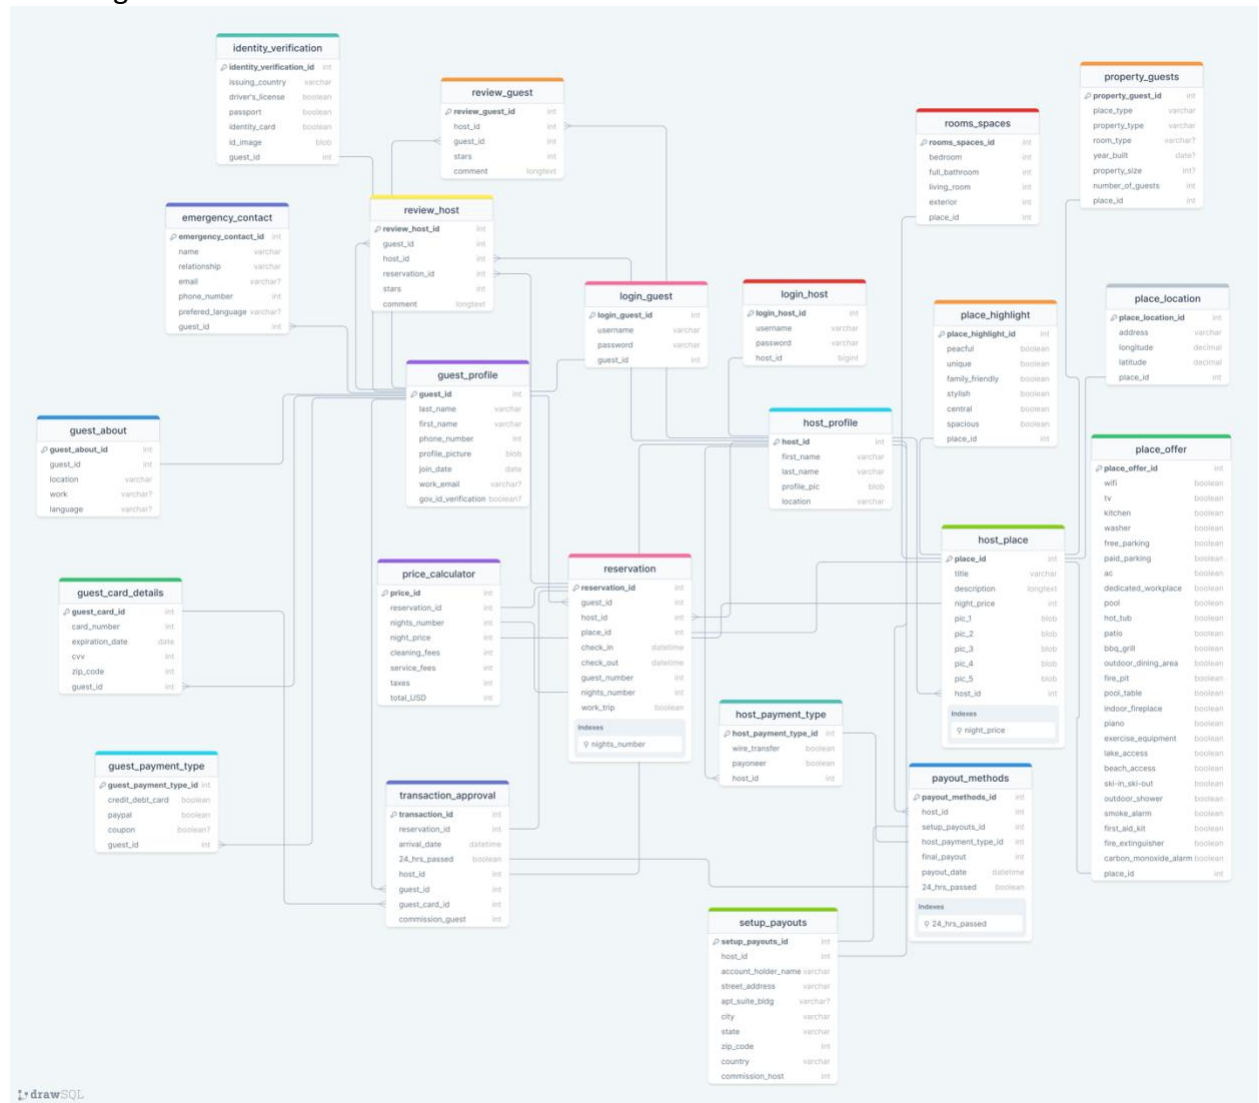 identity_verification
identity_verification_id int
issuing_country varchar
driver's_license boolean
passport boolean
identity_card boolean
id_image blob
guest_id int
review_guest
review_guest_id int
host_id int
guest_id int
stars int
comment longtext
property_guests
property_guest_id int
place_type varchar
property_type varchar
room_type varchar?
year_built date?
property_size int?
number_of_guests int
place_id int
rooms_spaces
rooms_spaces_id int
bedroom int
full_bathroom int
living_room int
exterior int
place_id int
emergency_contact
emergency_contact_id int
name varchar
relationship varchar
email varchar?
phone_number int
prefered_language varchar?
guest_id int
review_host
review_host_id int
guest_id int
host_id int
reservation_id int
stars int
comment longtext
login_guest
login_guest_id int
username varchar
password varchar
guest_id int
login_host
login_host_id int
username varchar
password varchar
host_id bigint
place_highlight
place_highlight_id int
peacful boolean
unique boolean
family_friendly boolean
stylish boolean
central boolean
spacious boolean
place_id int
place_location
place_location_id int
address varchar
longitude decimal
latitude decimal
place_id int
guest_profile
guest_id int
last_name varchar
first_name varchar
phone_number int
profile_picture blob
join_date date
work_email varchar?
gov_id_verification boolean?
host_profile
host_id int
first_name varchar
last_name varchar
profile_pic blob
location varchar
guest_about
guest_about_id int
guest_id int
location varchar
work varchar?
language varchar?
place_offer
place_offer_id int
wifi boolean
tv boolean
kitchen boolean
washer boolean
free_parking boolean
paid_parking boolean
ac boolean
dedicated_workplace boolean
pool boolean
hot_tub boolean
patio boolean
bbq_grill boolean
outdoor_dining_area boolean
fire_pit boolean
pool_table boolean
indoor_fireplace boolean
piano boolean
exercise_equipment boolean
lake_access boolean
beach_access boolean
ski-in_ski-out boolean
outdoor_shower boolean
smoke_alarm boolean
first_aid_kit boolean
fire_extinguisher boolean
carbon_monoxide_alarm boolean
place_id int
host_place
place_id int
title varchar
description longtext
night_price int
pic_1 blob
pic_2 blob
pic_3 blob
pic_4 blob
pic_5 blob
host_id int
Indexes
night_price
price_calculator
price_id int
reservation_id int
nights_number int
night_price int
cleaning_fees int
service_fees int
taxes int
total_USD int
reservation
reservation_id int
guest_id int
host_id int
place_id int
check_in datetime
check_out datetime
guest_number int
nights_number int
work_trip boolean
Indexes
nights_number
guest_card_details
guest_card_id int
card_number int
expiration_date date
cvv int
zip_code int
guest_id int
host_payment_type
host_payment_type_id int
wire_transfer boolean
payoneer boolean
host_id int
guest_payment_type
guest_payment_type_id int
credit_debt_card boolean
paypal boolean
coupon boolean?
guest_id int
transaction_approval
transaction_id int
reservation_id int
arrival_date datetime
24_hrs_passed boolean
host_id int
guest_id int
guest_card_id int
commission_guest int
payout_methods
payout_methods_id int
host_id int
setup_payouts_id int
host_payment_type_id int
final_payout int
payout_date datetime
24_hrs_passed boolean
Indexes
24_hrs_passed
setup_payouts
setup_payouts_id int
host_id int
account_holder_name varchar
street_address varchar
apt_suite_bldg varchar?
city varchar
state varchar
zip_code int
country varchar
commission_host int
drawSQL